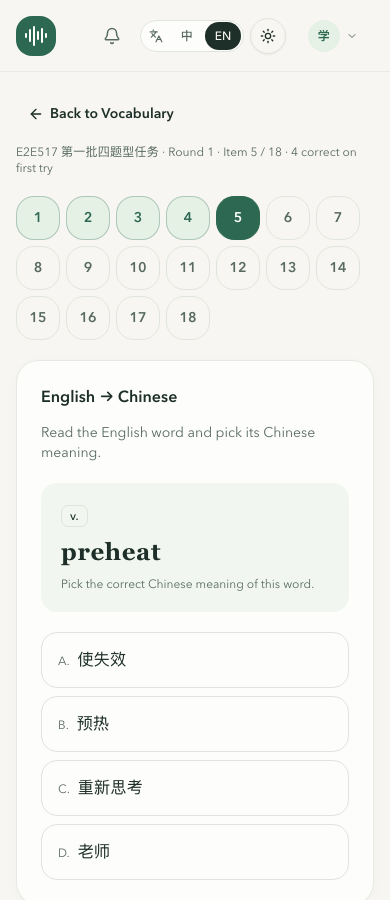 中
EN
学
Back to Vocabulary
E2E517 第一批四题型任务 · Round 1 · Item 5 / 18 · 4 correct on
first try
1 2 3 4 5 6 7
8 9 10 11 12 13 14
15 16 17 18
English → Chinese
Read the English word and pick its Chinese
meaning.
v.
preheat
Pick the correct Chinese meaning of this word.
A. 使失效
B. 预热
C. 重新思考
D. 老师